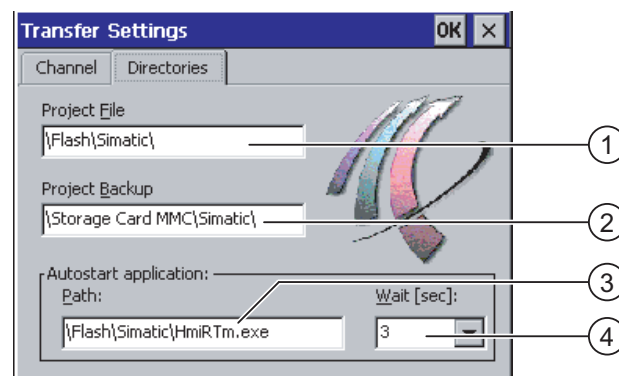 Transfer Settings OK ×
Channel Directories
Project File
\Flash\Simatic\
1
Project Backup
\Storage Card MMC\Simatic\
2
Autostart application:
3
Path: Wait [sec]:
\Flash\Simatic\HmiRTm.exe 3
4